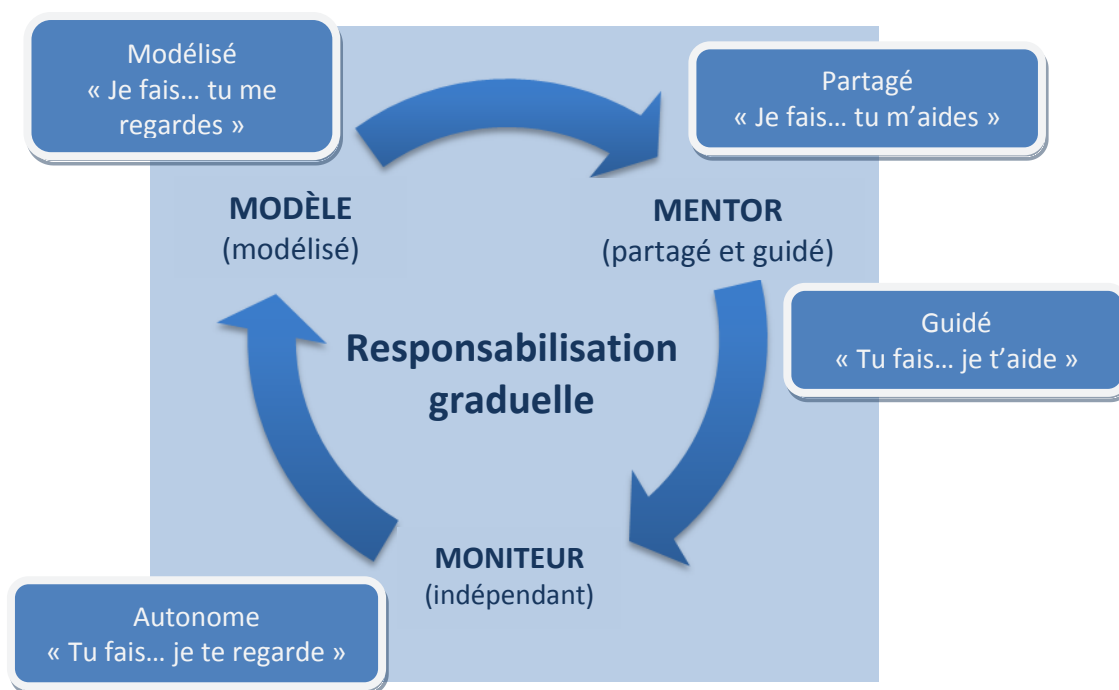 Modélisé
« Je fais… tu me
regardes »
Partagé
« Je fais… tu m’aides »
MODÈLE
(modélisé)
MENTOR
(partagé et guidé)
Guidé
« Tu fais… je t’aide »
Responsabilisation
graduelle
MONITEUR
(indépendant)
Autonome
« Tu fais… je te regarde »